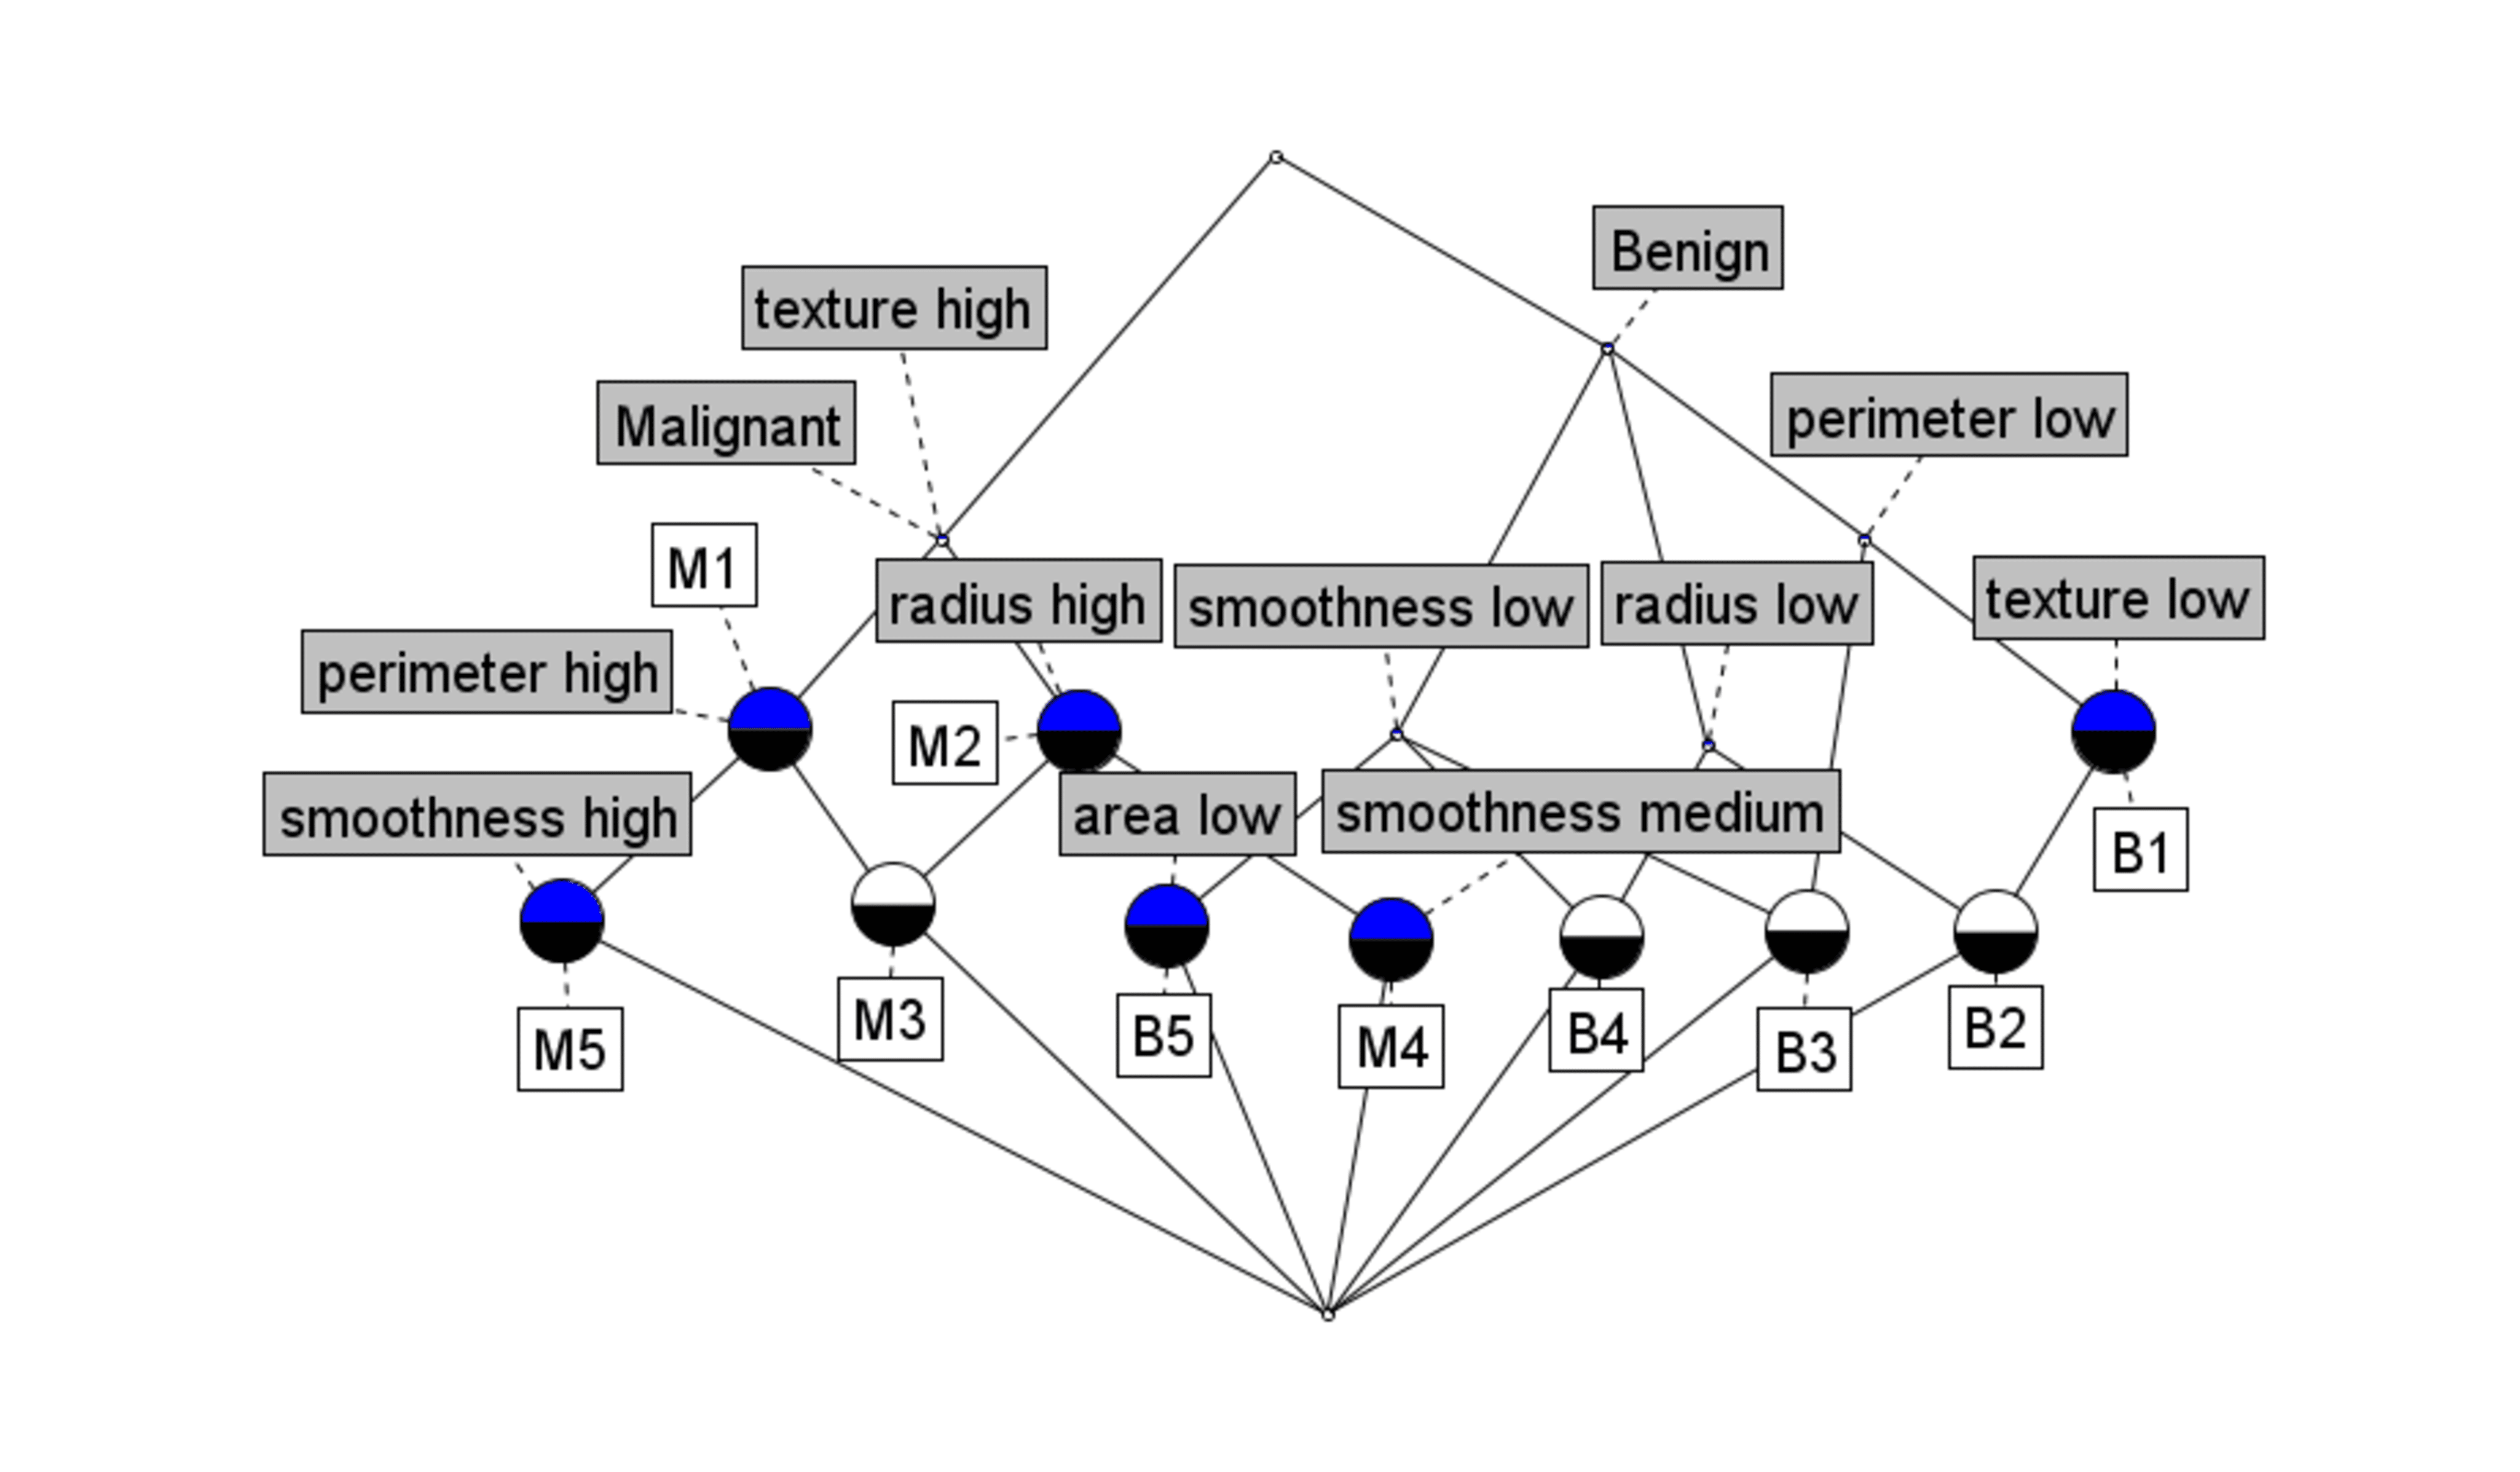 Benign
texture high
Malignant
perimeter low
M1
radius high
smoothness low
radius low
texture low
perimeter high
M2
smoothness high
area low
smoothness medium
B1
M5
M3
B5
M4
B4
B3
B2